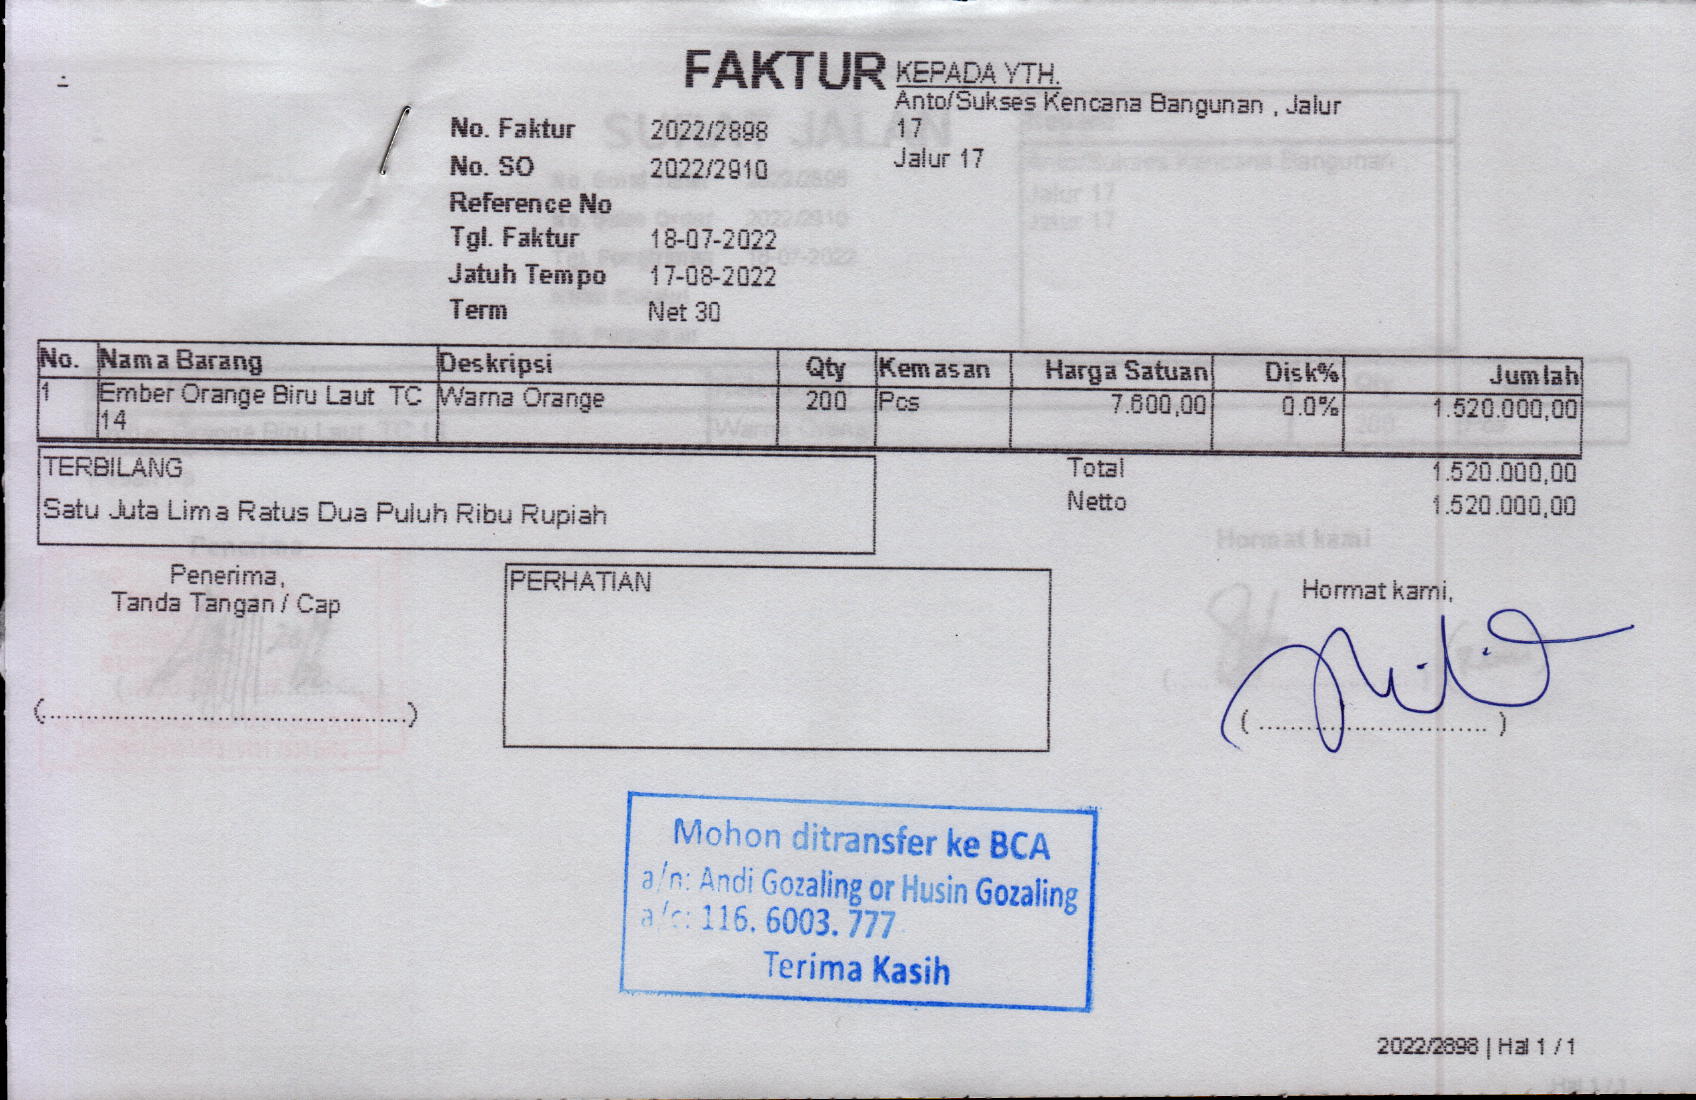 FAKTUR
KEPADA YTH.
Anto/Sukses Kencana Bangunan , Jalur
17
Jalur 17
No. Faktur 2022/2898
No. SO 2022/2910
Reference No
Tgl. Faktur 18-07-2022
Jatuh Tempo 17-08-2022
Term Net 30
No. Nama Barang Deskripsi Qty Kemasan Harga Satuan Disk% Jumlah
1 Ember Orange Biru Laut TC Warna Orange 200 Pcs 7.600,00 0.0% 1.520.000,00
14
TERBILANG
Satu Juta Lima Ratus Dua Puluh Ribu Rupiah
Total 1.520.000,00
Netto 1.520.000,00
Penerima,
Tanda Tangan / Cap
(................................................)
PERHATIAN
Hormat kami,
( .............................. )
Mohon ditransfer ke BCA
a/n: Andi Gozaling or Husin Gozaling
a/c: 116. 6003. 777
Terima Kasih
2022/2898 | Hal 1 / 1